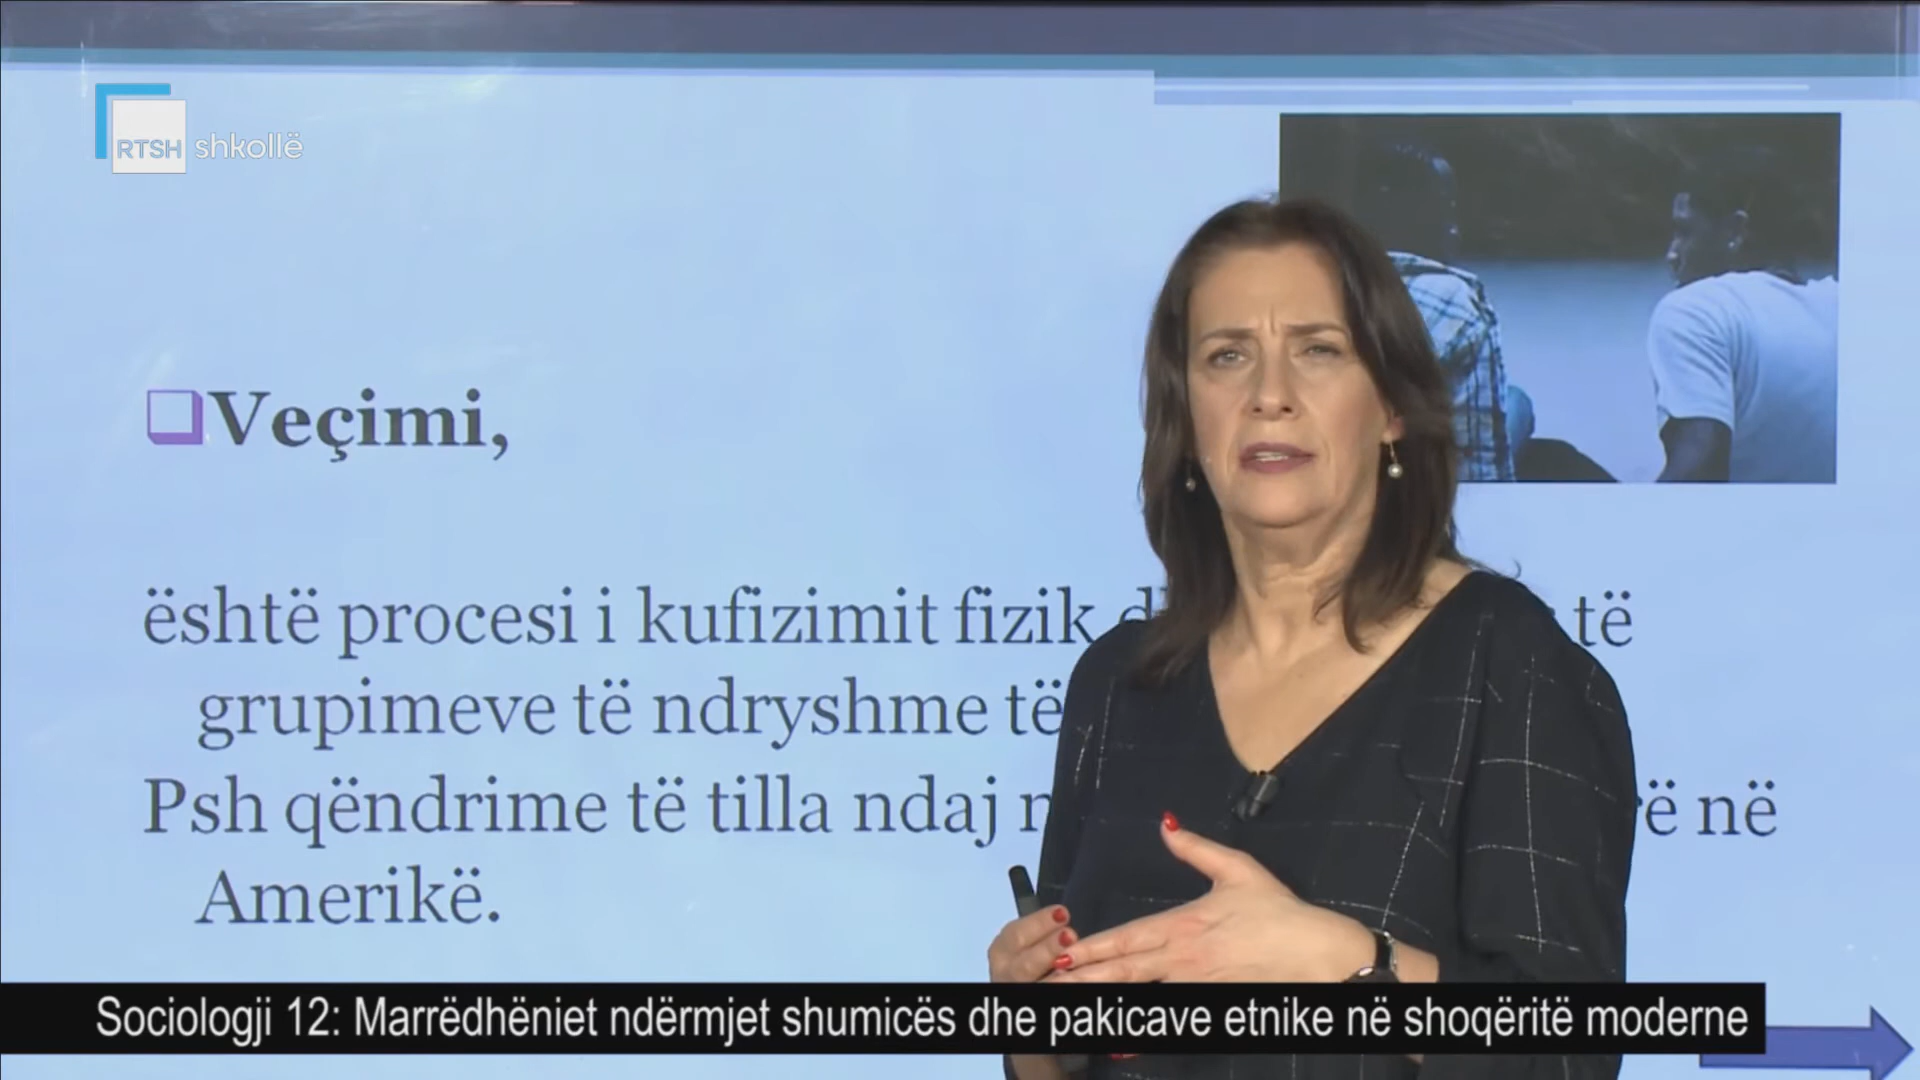 RTSH shkollë
Veçimi,
është procesi i kufizimit fizik të
grupimeve të ndryshme të
Psh qëndrime të tilla ndaj në
Amerikë.
Sociologji 12: Marrëdhëniet ndërmjet shumicës dhe pakicave etnike në shoqëritë moderne